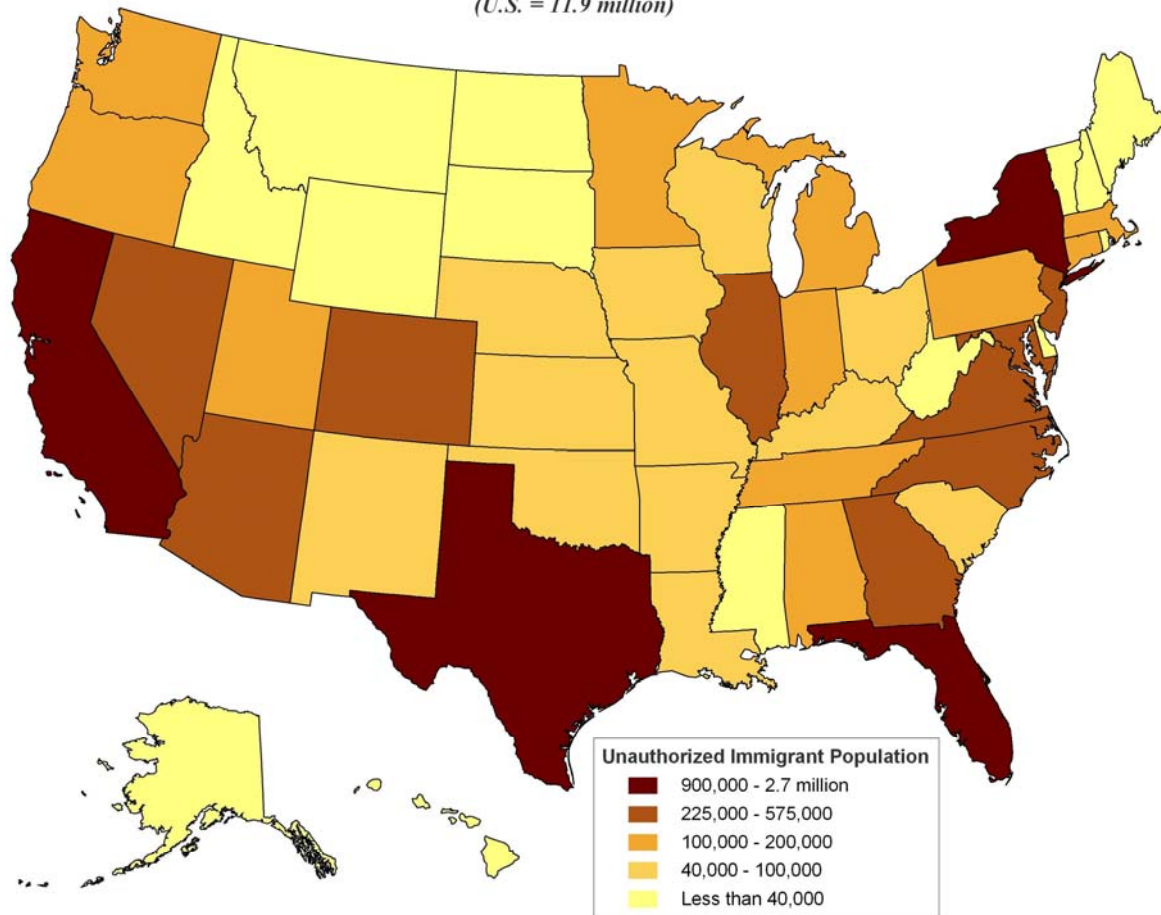 (U.S. = 11.9 million)
Unauthorized Immigrant Population
900,000 - 2.7 million
225,000 - 575,000
100,000 - 200,000
40,000 - 100,000
Less than 40,000